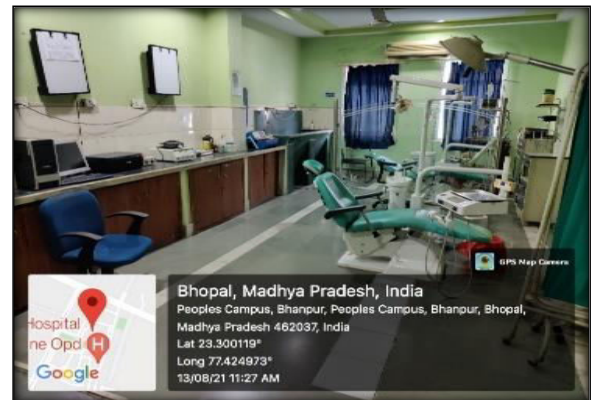 GPS Map Camera
Bhopal, Madhya Pradesh, India
Peoples Campus, Bhanpur, Peoples Campus, Bhanpur, Bhopal,
Madhya Pradesh 462037, India
Lat 23.300119°
Long 77.424973°
13/08/21 11:27 AM
Hospital
ne Opd H
Google